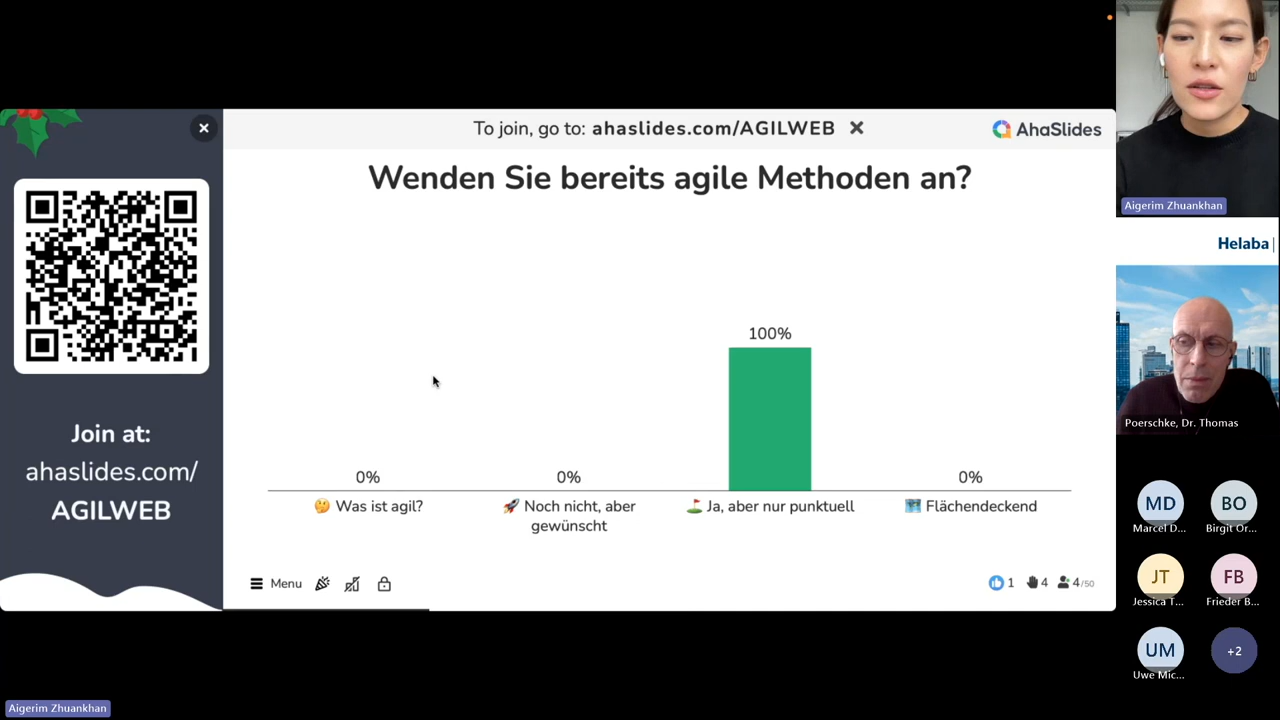 To join, go to: ahaslides.com/AGILWEB
AhaSlides
Wenden Sie bereits agile Methoden an?
Join at:
ahaslides.com/
AGILWEB
100%
0%
0%
0%
🤔 Was ist agil?
🚀 Noch nicht, aber
gewünscht
⛳ Ja, aber nur punktuell
🗺️ Flächendeckend
Menu
1
4
4/50
Aigerim Zhuankhan
Helaba
Poerschke, Dr. Thomas
MD
Marcel D...
BO
Birgit Or...
JT
Jessica T...
FB
Frieder B...
UM
Uwe Mic...
+2
Aigerim Zhuankhan